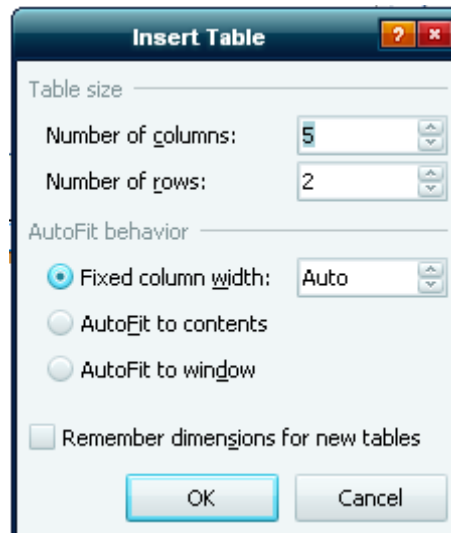 Insert Table ?
Table size
Number of columns: 5
Number of rows: 2
AutoFit behavior
Fixed column width: Auto
AutoFit to contents
AutoFit to window
Remember dimensions for new tables
OK Cancel